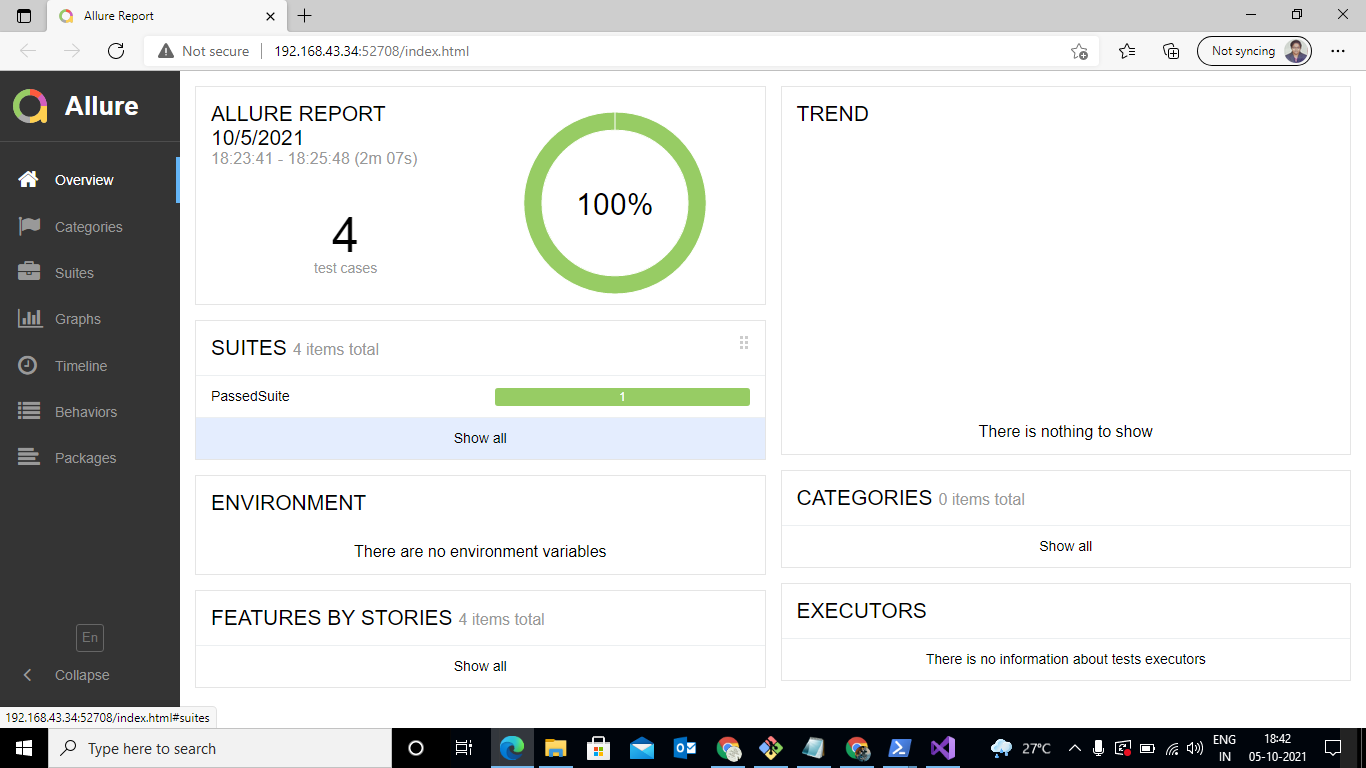 Allure Report
Not secure
192.168.43.34:52708/index.html
Not syncing
Allure
Overview
Categories
Suites
Graphs
Timeline
Behaviors
Packages
En
Collapse
ALLURE REPORT
10/5/2021
18:23:41 - 18:25:48 (2m 07s)
4
test cases
100%
SUITES 4 items total
PassedSuite
1
Show all
ENVIRONMENT
There are no environment variables
FEATURES BY STORIES 4 items total
Show all
TREND
There is nothing to show
CATEGORIES 0 items total
Show all
EXECUTORS
There is no information about tests executors
192.168.43.34:52708/index.html#suites
Type here to search
27°C
ENG
IN
18:42
05-10-2021